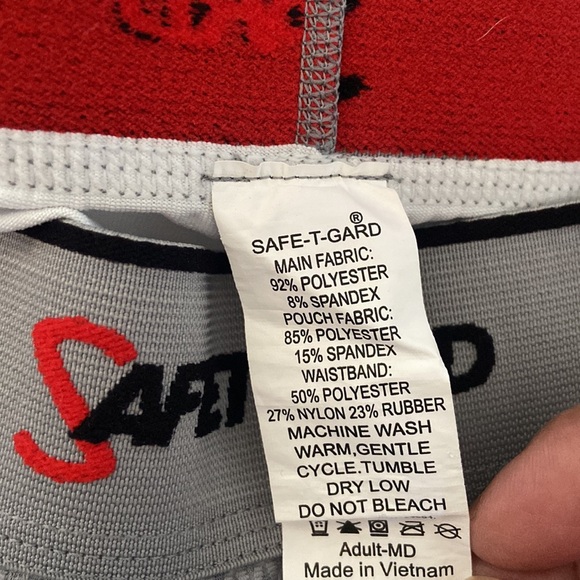 SAFE-T-GARD®
MAIN FABRIC:
92% POLYESTER
8% SPANDEX
POUCH FABRIC:
85% POLYESTER
15% SPANDEX
WAISTBAND:
50% POLYESTER
27% NYLON 23% RUBBER
MACHINE WASH
WARM,GENTLE
CYCLE.TUMBLE
DRY LOW
DO NOT BLEACH
Adult-MD
Made in Vietnam
SAFET D